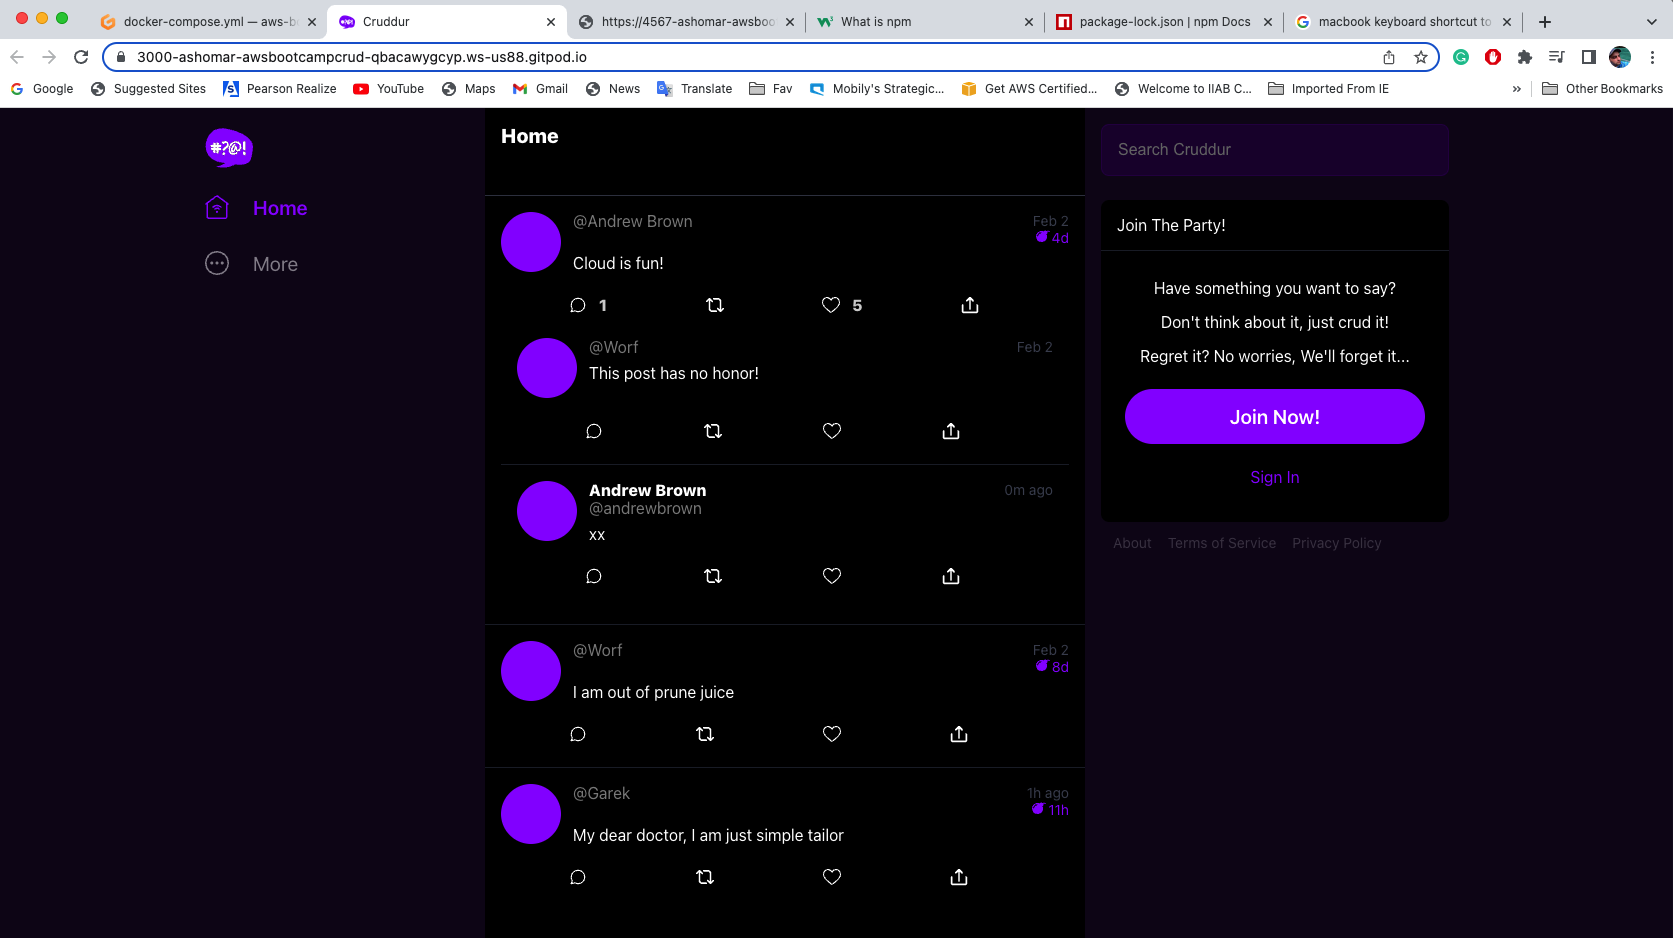 docker-compose.yml — aws-b
Cruddur
https://4567-ashomar-awsboo
What is npm
package-lock.json | npm Docs
macbook keyboard shortcut to
3000-ashomar-awsbootcampcrud-qbacawygcyp.ws-us88.gitpod.io
Google
Suggested Sites
Pearson Realize
YouTube
Maps
Gmail
News
Translate
Fav
Mobily's Strategic...
Get AWS Certified...
Welcome to IIAB C...
Imported From IE
»
Other Bookmarks
#?@!
Home
More
Home
@Andrew Brown
Feb 2
4d
Cloud is fun!
1
5
@Worf
Feb 2
This post has no honor!
Andrew Brown
0m ago
@andrewbrown
xx
@Worf
Feb 2
8d
I am out of prune juice
@Garek
1h ago
11h
My dear doctor, I am just simple tailor
Search Cruddur
Join The Party!
Have something you want to say?
Don't think about it, just crud it!
Regret it? No worries, We'll forget it...
Join Now!
Sign In
About
Terms of Service
Privacy Policy